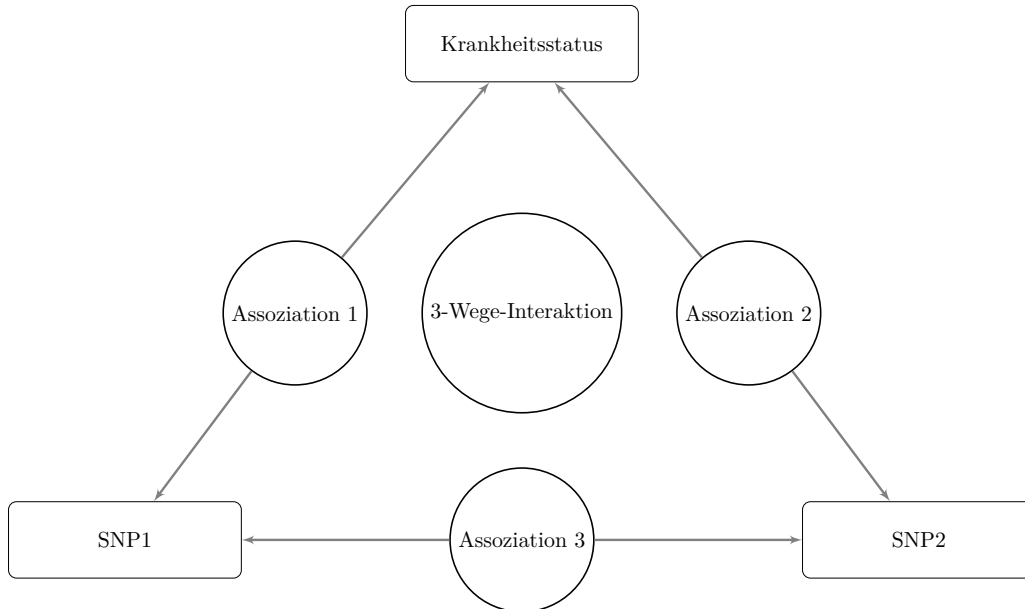 Krankheitsstatus
Assoziation 1
3-Wege-Interaktion
Assoziation 2
SNP1
Assoziation 3
SNP2